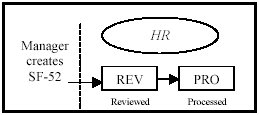 HR
Manager
creates
SF-52
REV
PRO
Reviewed
Processed